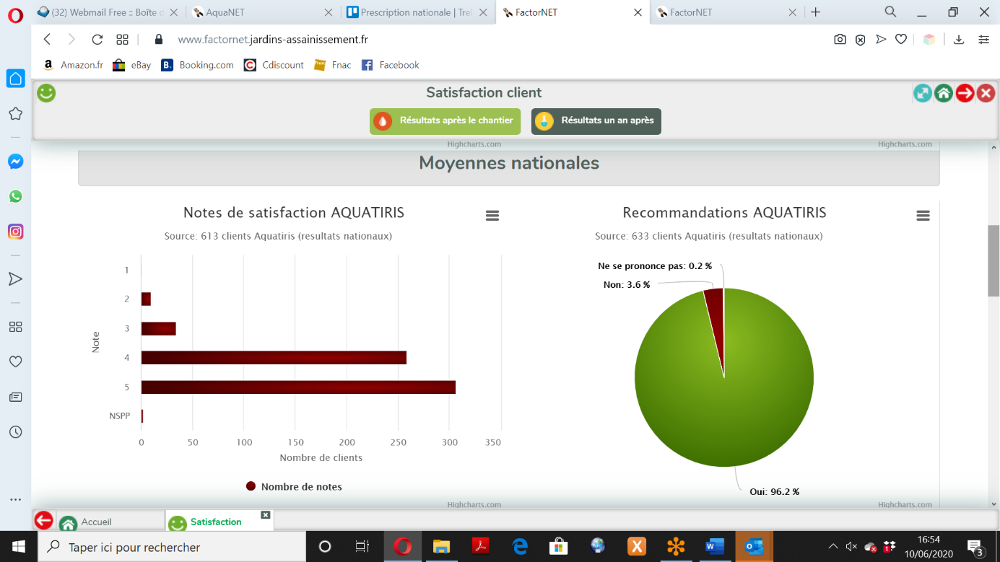 (32) Webmail Free :: Boîte d
AquaNET
Prescription nationale | Trel
FactorNET
FactorNET
www.factornet.jardins-assainissement.fr
Amazon.fr
eBay
Booking.com
Cdiscount
Fnac
Facebook
Satisfaction client
Résultats après le chantier
Résultats un an après
Highcharts.com
Highcharts.com
Moyennes nationales
Notes de satisfaction AQUATIRIS
Source: 613 clients Aquatiris (resultats nationaux)
Note
1
2
3
4
5
NSPP
0 50 100 150 200 250 300 350
Nombre de clients
Nombre de notes
Highcharts.com
Recommandations AQUATIRIS
Source: 633 clients Aquatiris (resultats nationaux)
Ne se prononce pas: 0.2 %
Non: 3.6 %
Oui: 96.2 %
Highcharts.com
Accueil
Satisfaction
Taper ici pour rechercher
16:54
10/06/2020
3